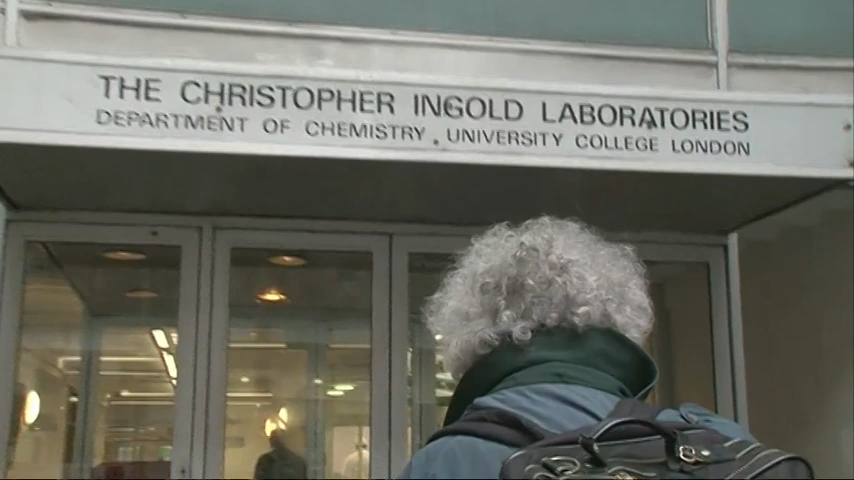 THE CHRISTOPHER INGOLD LABORATORIES
DEPARTMENT OF CHEMISTRY, UNIVERSITY COLLEGE LONDON